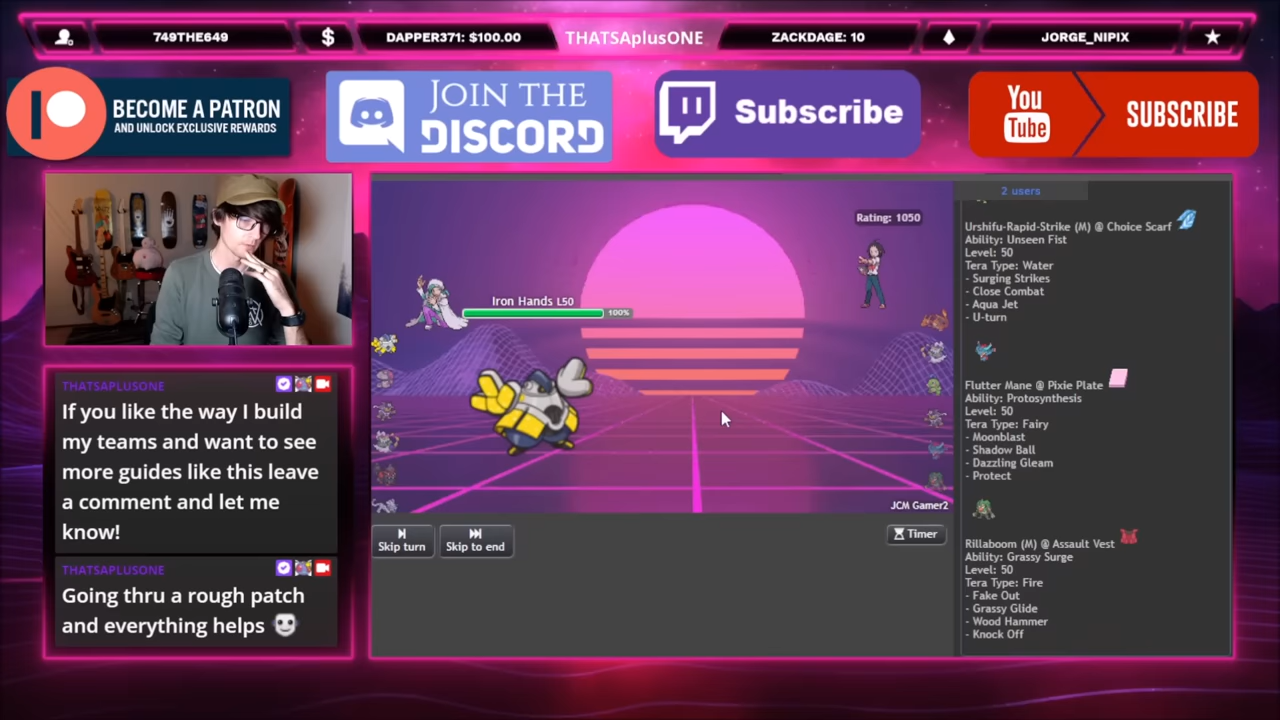 749THE649
$
DAPPER371: $100.00
THATSAplusONE
ZACKDAGE: 10
JORGE_NIPIX
BECOME A PATRON
AND UNLOCK EXCLUSIVE REWARDS
JOIN THE
DISCORD
Subscribe
You
Tube
SUBSCRIBE
THATSAPLUSONE
If you like the way I build
my teams and want to see
more guides like this leave
a comment and let me
know!
THATSAPLUSONE
Going thru a rough patch
and everything helps
Rating: 1050
Iron Hands L50
100%
JCM Gamer2
Skip turn
Skip to end
Timer
2 users
Urshifu-Rapid-Strike (M) @ Choice Scarf
Ability: Unseen Fist
Level: 50
Tera Type: Water
- Surging Strikes
- Close Combat
- Aqua Jet
- U-turn
Flutter Mane @ Pixie Plate
Ability: Protosynthesis
Level: 50
Tera Type: Fairy
- Moonblast
- Shadow Ball
- Dazzling Gleam
- Protect
Rillaboom (M) @ Assault Vest
Ability: Grassy Surge
Level: 50
Tera Type: Fire
- Fake Out
- Grassy Glide
- Wood Hammer
- Knock Off